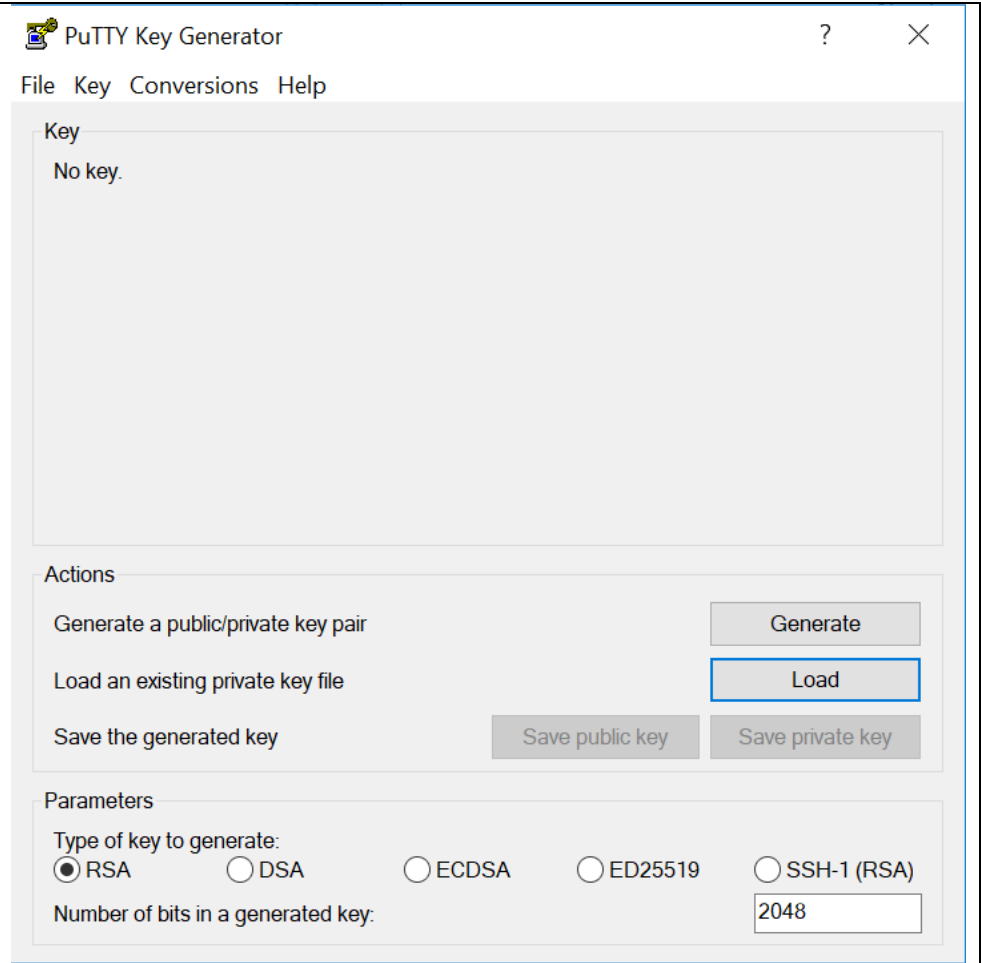 PuTTY Key Generator ?
File Key Conversions Help
Key
No key.
Actions
Generate a public/private key pair Generate
Load an existing private key file Load
Save the generated key Save public key Save private key
Parameters
Type of key to generate:
RSA DSA ECDSA ED25519 SSH-1 (RSA)
Number of bits in a generated key: 2048